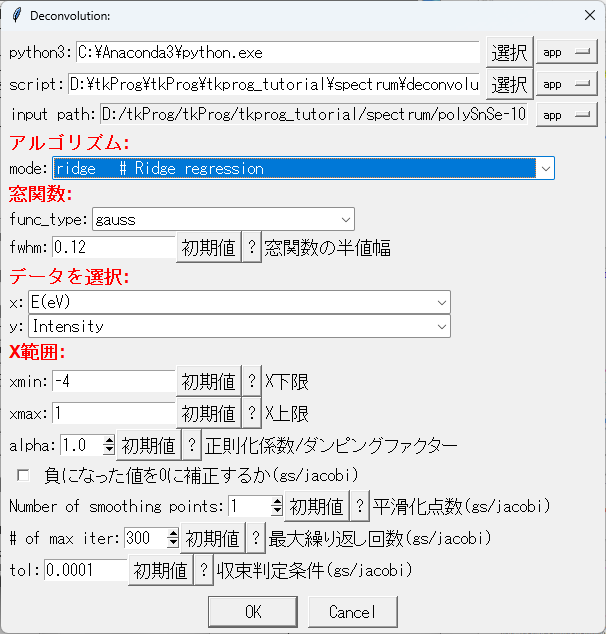 Deconvolution:
python3: C:¥Anaconda3¥python.exe 選択 app
script: D:¥tkProg¥tkProg¥tkprog_tutorial¥spectrum¥deconvolu 選択 app
input path: D:/tkProg/tkProg/tkprog_tutorial/spectrum/polySnSe-10 app
アルゴリズム:
mode: ridge # Ridge regression
窓関数:
func_type: gauss
fwhm: 0.12 初期値 ? 窓関数の半値幅
データを選択:
x: E(eV)
y: Intensity
X範囲:
xmin: -4 初期値 ? X下限
xmax: 1 初期値 ? X上限
alpha: 1.0 初期値 ? 正則化係数/ダンピングファクター
負になった値を0に補正するか(gs/jacobi)
Number of smoothing points: 1 初期値 ? 平滑化点数(gs/jacobi)
# of max iter: 300 初期値 ? 最大繰り返し回数(gs/jacobi)
tol: 0.0001 初期値 ? 収束判定条件(gs/jacobi)
OK Cancel